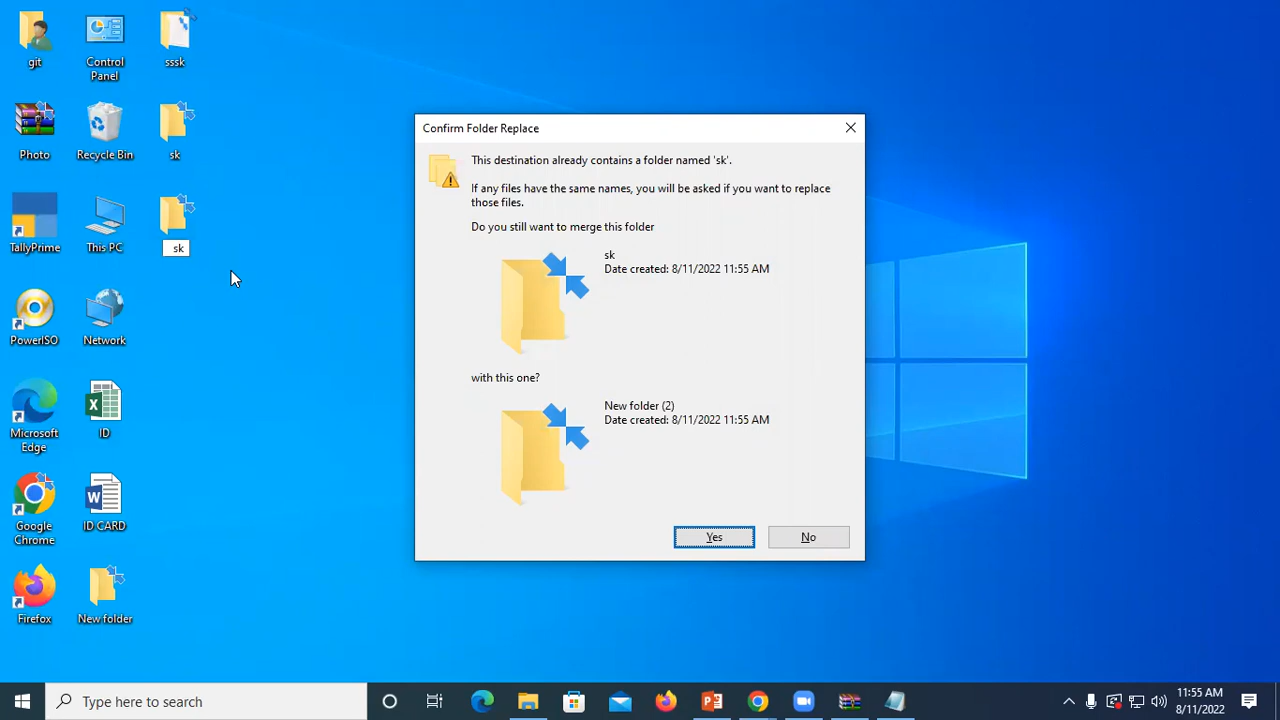 git
Control
Panel
sssk
Photo
Recycle Bin
sk
TallyPrime
This PC
sk
PowerISO
Network
Microsoft
Edge
ID
Google
Chrome
ID CARD
Firefox
New folder
Confirm Folder Replace
This destination already contains a folder named 'sk'.
If any files have the same names, you will be asked if you want to replace
those files.
Do you still want to merge this folder
sk
Date created: 8/11/2022 11:55 AM
with this one?
New folder (2)
Date created: 8/11/2022 11:55 AM
Yes
No
Type here to search
11:55 AM
8/11/2022